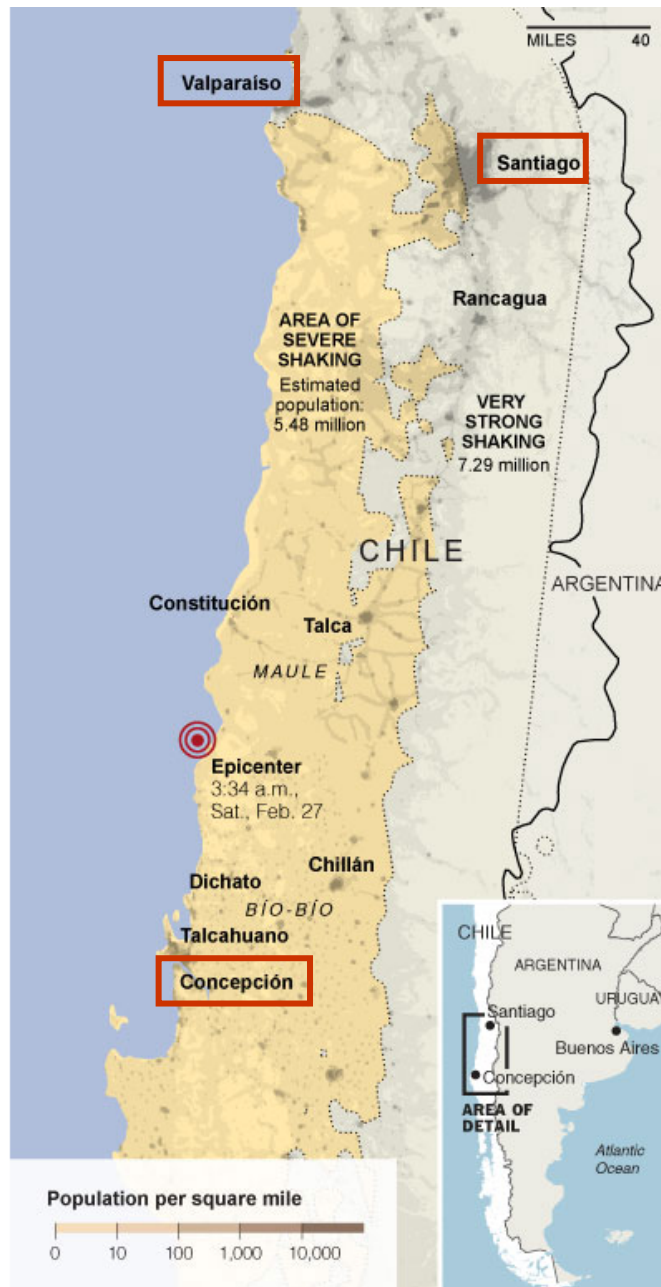 MILES 40
Valparaíso
Santiago
Rancagua
AREA OF
SEVERE
SHAKING
Estimated
population:
5.48 million
VERY
STRONG
SHAKING
7.29 million
CHILE
ARGENTINA
Constitución
Talca
MAULE
Epicenter
3:34 a.m.,
Sat., Feb. 27
Chillán
Dichato
BÍO-BÍO
Talcahuano
Concepción
CHILE
ARGENTINA
URUGUAY
Santiago
Buenos Aires
Concepción
AREA OF
DETAIL
Atlantic
Ocean
Population per square mile
0 10 100 1,000 10,000